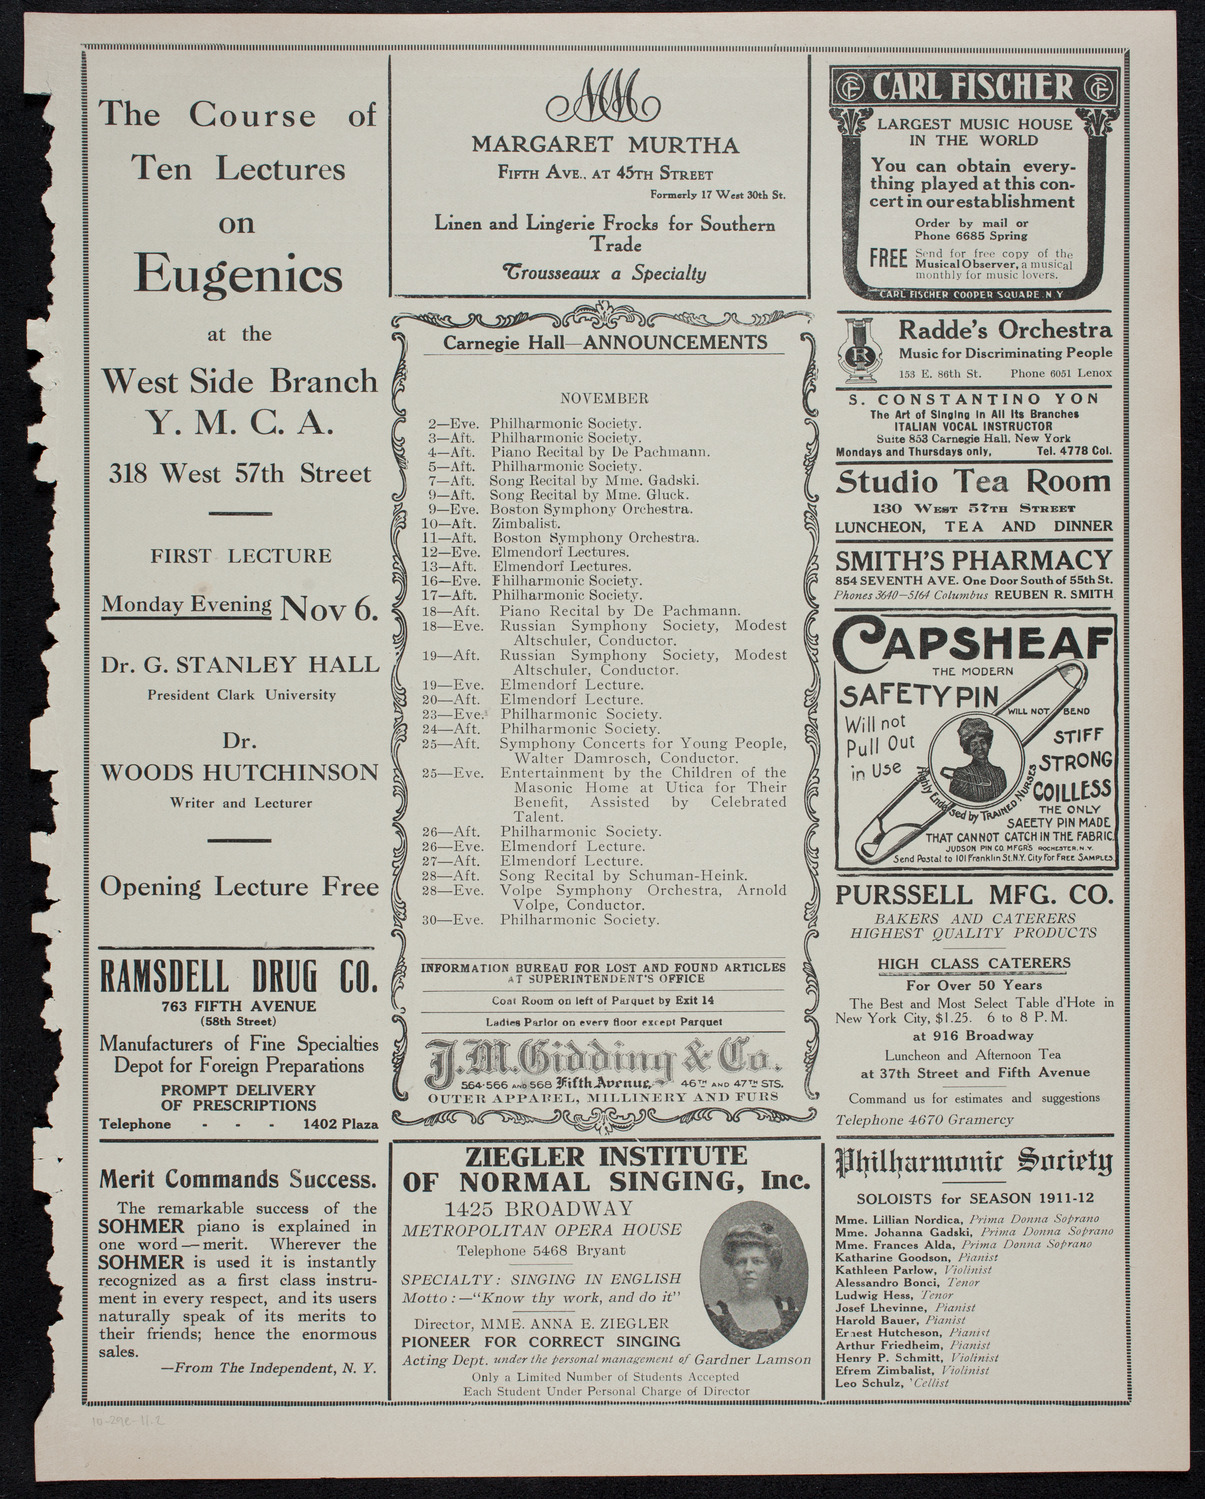 The Course of
Ten Lectures
on
Eugenics
at the
West Side Branch
Y. M. C. A.
318 West 57th Street
FIRST LECTURE
Monday Evening Nov 6.
Dr. G. STANLEY HALL
President Clark University
Dr.
WOODS HUTCHINSON
Writer and Lecturer
Opening Lecture Free
RAMSDELL DRUG CO.
763 FIFTH AVENUE
(58th Street)
Manufacturers of Fine Specialties
Depot for Foreign Preparations
PROMPT DELIVERY
OF PRESCRIPTIONS
Telephone - - - 1402 Plaza
Merit Commands Success.
The remarkable success of the
SOHMER piano is explained in
one word—merit. Wherever the
SOHMER is used it is instantly
recognized as a first class instru-
ment in every respect, and its users
naturally speak of its merits to
their friends; hence the enormous
sales.
—From The Independent, N. Y.
MM
MARGARET MURTHA
FIFTH AVE., AT 45TH STREET
Formerly 17 West 30th St.
Linen and Lingerie Frocks for Southern
Trade
Trousseaux a Specialty
Carnegie Hall—ANNOUNCEMENTS
NOVEMBER
2—Eve. Philharmonic Society.
3—Aft. Philharmonic Society.
4—Aft. Piano Recital by De Pachmann.
5—Aft. Philharmonic Society.
7—Aft. Song Recital by Mme. Gadski.
9—Aft. Song Recital by Mme. Gluck.
9—Eve. Boston Symphony Orchestra.
10—Aft. Zimbalist.
11—Aft. Boston Symphony Orchestra.
12—Eve. Elmendorf Lectures.
13—Aft. Elmendorf Lectures.
16—Eve. Philharmonic Society.
17—Aft. Philharmonic Society.
18—Aft. Piano Recital by De Pachmann.
18—Eve. Russian Symphony Society, Modest
Altschuler, Conductor.
19—Aft. Russian Symphony Society, Modest
Altschuler, Conductor.
19—Eve. Elmendorf Lecture.
20—Aft. Elmendorf Lecture.
23—Eve. Philharmonic Society.
24—Aft. Philharmonic Society.
25—Aft. Symphony Concerts for Young People,
Walter Damrosch, Conductor.
25—Eve. Entertainment by the Children of the
Masonic Home at Utica for Their
Benefit, Assisted by Celebrated
Talent.
26—Aft. Philharmonic Society.
26—Eve. Elmendorf Lecture.
27—Aft. Elmendorf Lecture.
28—Aft. Song Recital by Schuman-Heink.
28—Eve. Volpe Symphony Orchestra, Arnold
Volpe, Conductor.
30—Eve. Philharmonic Society.
INFORMATION BUREAU FOR LOST AND FOUND ARTICLES
AT SUPERINTENDENT'S OFFICE
Coat Room on left of Parquet by Exit 14
Ladies Parlor on every floor except Parquet
J.M. Gidding & Co.
564-566 AND 568 Fifth Avenue, 46TH AND 47TH STS.
OUTER APPAREL, MILLINERY AND FURS
ZIEGLER INSTITUTE
OF NORMAL SINGING, Inc.
1425 BROADWAY
METROPOLITAN OPERA HOUSE
Telephone 5468 Bryant
SPECIALTY: SINGING IN ENGLISH
Motto:—"Know thy work, and do it"
Director, MME. ANNA E. ZIEGLER
PIONEER FOR CORRECT SINGING
Acting Dept. under the personal management of Gardner Lamson
Only a Limited Number of Students Accepted
Each Student Under Personal Charge of Director
CARL FISCHER
LARGEST MUSIC HOUSE
IN THE WORLD
You can obtain every-
thing played at this con-
cert in our establishment
Order by mail or
Phone 6685 Spring
FREE Send for free copy of the
Musical Observer, a musical
monthly for music lovers.
CARL FISCHER COOPER SQUARE. N Y
R
Radde's Orchestra
Music for Discriminating People
153 E. 86th St. Phone 6051 Lenox
S. CONSTANTINO YON
The Art of Singing in All Its Branches
ITALIAN VOCAL INSTRUCTOR
Suite 853 Carnegie Hall, New York
Mondays and Thursdays only, Tel. 4778 Col.
Studio Tea Room
130 WEST 57TH STREET
LUNCHEON, TEA AND DINNER
SMITH'S PHARMACY
854 SEVENTH AVE. One Door South of 55th St.
Phones 3640—5164 Columbus REUBEN R. SMITH
CAPSHEAF
THE MODERN
SAFETY PIN
WILL NOT BEND
Will not
Pull Out
in Use
STIFF
STRONG
COILLESS
Highly Endorsed by TRAINED NURSES
THE ONLY
SAFETY PIN MADE
THAT CANNOT CATCH IN THE FABRIC
JUDSON PIN CO. MFGRS ROCHESTER, N.Y.
Send Postal to 101 Franklin St. N.Y. City For FREE SAMPLES.
PURSSELL MFG. CO.
BAKERS AND CATERERS
HIGHEST QUALITY PRODUCTS
HIGH CLASS CATERERS
For Over 50 Years
The Best and Most Select Table d'Hote in
New York City, $1.25. 6 to 8 P.M.
at 916 Broadway
Luncheon and Afternoon Tea
at 37th Street and Fifth Avenue
Command us for estimates and suggestions
Telephone 4670 Gramercy
Philharmonic Society
SOLOISTS for SEASON 1911-12
Mme. Lillian Nordica, Prima Donna Soprano
Mme. Johanna Gadski, Prima Donna Soprano
Mme. Frances Alda, Prima Donna Soprano
Katharine Goodson, Pianist
Kathleen Parlow, Violinist
Alessandro Bonci, Tenor
Ludwig Hess, Tenor
Josef Lhevinne, Pianist
Harold Bauer, Pianist
Ernest Hutcheson, Pianist
Arthur Friedheim, Pianist
Henry P. Schmitt, Violinist
Efrem Zimbalist, Violinist
Leo Schulz, 'Cellist
10-29e-11.2